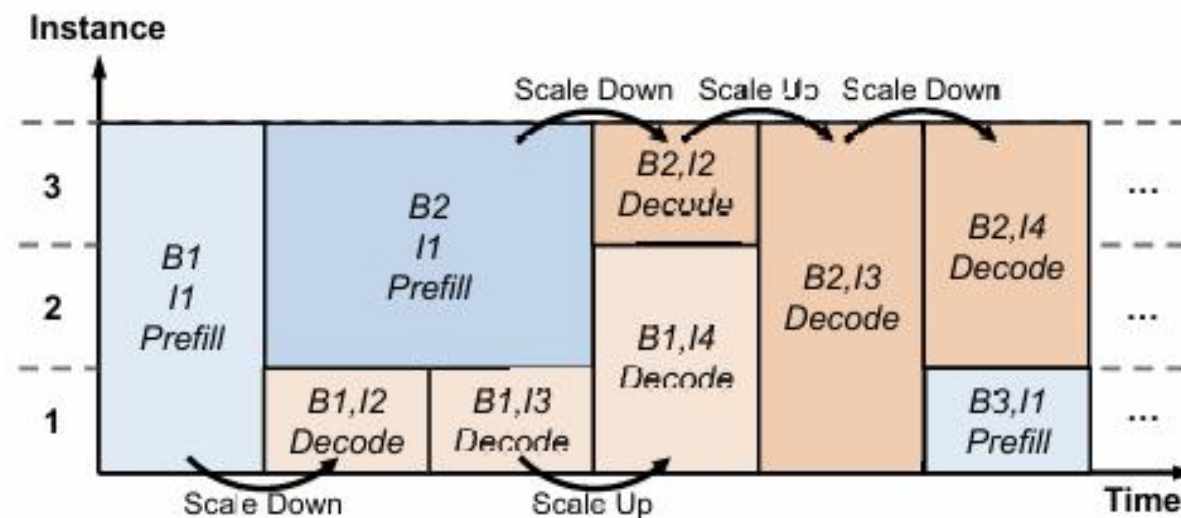 Instance
Scale Down
Scale Up
Scale Down
3
2
1
B1
I1
Prefill
B2
I1
Prefill
B1,I2
Decode
B1,I3
Decode
B2,I2
Decode
B1,I4
Decode
B2,I3
Decode
B2,I4
Decode
B3,I1
Prefill
...
...
...
Scale Down
Scale Up
Time